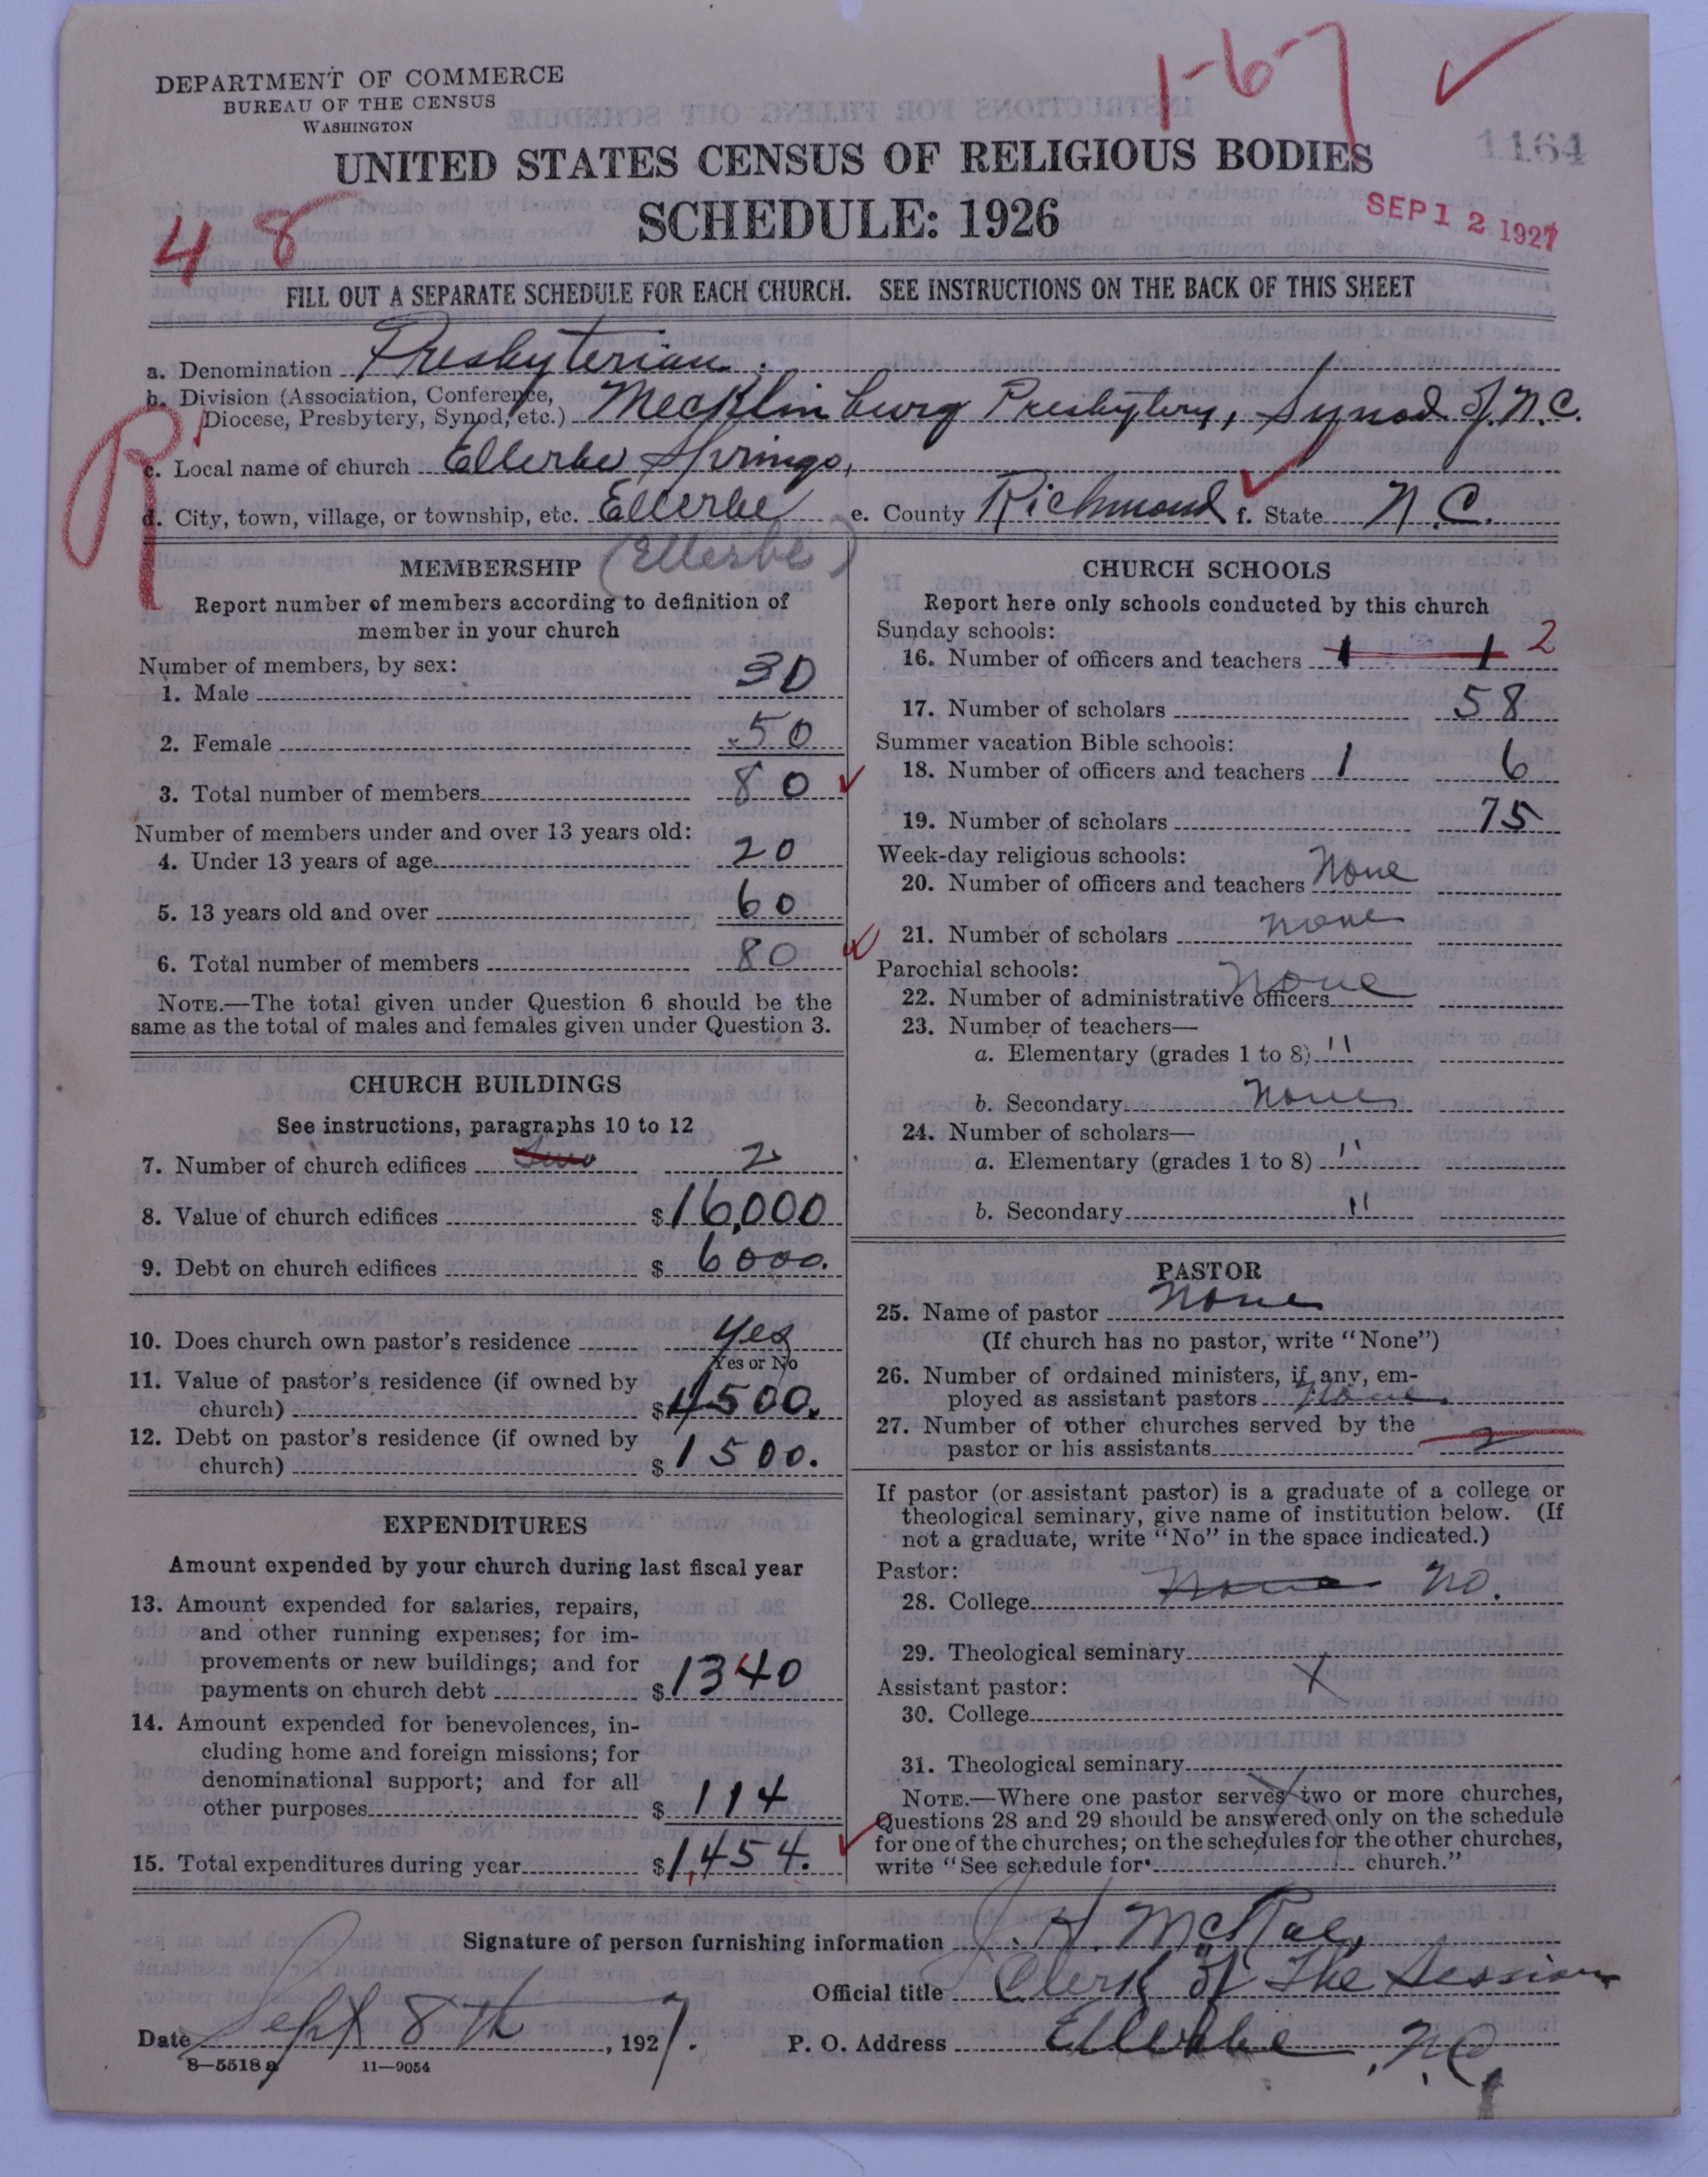 1-6-7
DEPARTMENT OF COMMERCE
BUREAU OF THE CENSUS
WASHINGTON
1164
UNITED STATES CENSUS OF RELIGIOUS BODIES
SCHEDULE: 1926
SEP 12 1927
48
FILL OUT A SEPARATE SCHEDULE FOR EACH CHURCH. SEE INSTRUCTIONS ON THE BACK OF THIS SHEET
a. Denomination Presbyterian.
b. Division (Association, Conference,
Diocese, Presbytery, Synod, etc.) Mecklinburg Presbytery, Synod of N.C.
R
c. Local name of church Ellerbe Springs,
d. City, town, village, or township, etc. Ellerbe e. County Richmond f. State N.C.
(Ellerbe)
MEMBERSHIP
Report number of members according to definition of
member in your church
Number of members, by sex:
1. Male 30
2. Female 50
3. Total number of members 80
Number of members under and over 13 years old:
4. Under 13 years of age 20
5. 13 years old and over 60
6. Total number of members 80
NOTE.—The total given under Question 6 should be the
same as the total of males and females given under Question 3.
CHURCH BUILDINGS
See instructions, paragraphs 10 to 12
7. Number of church edifices Two 2
8. Value of church edifices $16,000
9. Debt on church edifices $ 6000.
10. Does church own pastor's residence Yes
Yes or No
11. Value of pastor's residence (if owned by
church) $4500.
12. Debt on pastor's residence (if owned by
church) $1500.
EXPENDITURES
Amount expended by your church during last fiscal year
13. Amount expended for salaries, repairs,
and other running expenses; for im-
provements or new buildings; and for
payments on church debt $1340
14. Amount expended for benevolences, in-
cluding home and foreign missions; for
denominational support; and for all
other purposes $114
15. Total expenditures during year $1,454.
CHURCH SCHOOLS
Report here only schools conducted by this church
Sunday schools:
16. Number of officers and teachers 1 1 2
17. Number of scholars 58
Summer vacation Bible schools:
18. Number of officers and teachers 1 6
19. Number of scholars 75
Week-day religious schools:
20. Number of officers and teachers None
21. Number of scholars none
Parochial schools:
22. Number of administrative officers None
23. Number of teachers—
a. Elementary (grades 1 to 8) "
b. Secondary None
24. Number of scholars—
a. Elementary (grades 1 to 8) "
b. Secondary "
PASTOR
25. Name of pastor None
(If church has no pastor, write "None")
26. Number of ordained ministers, if any, em-
ployed as assistant pastors None
27. Number of other churches served by the
pastor or his assistants 2
If pastor (or assistant pastor) is a graduate of a college or
theological seminary, give name of institution below. (If
not a graduate, write "No" in the space indicated.)
Pastor:
28. College None No.
29. Theological seminary
Assistant pastor:
30. College
31. Theological seminary
NOTE.—Where one pastor serves two or more churches,
Questions 28 and 29 should be answered only on the schedule
for one of the churches; on the schedules for the other churches,
write "See schedule for church."
Signature of person furnishing information J. H. McRae,
Official title Clerk of The Session
Date Sept 8th, 1927. P. O. Address Ellerbe, N.C.
8—5518a 11—9054